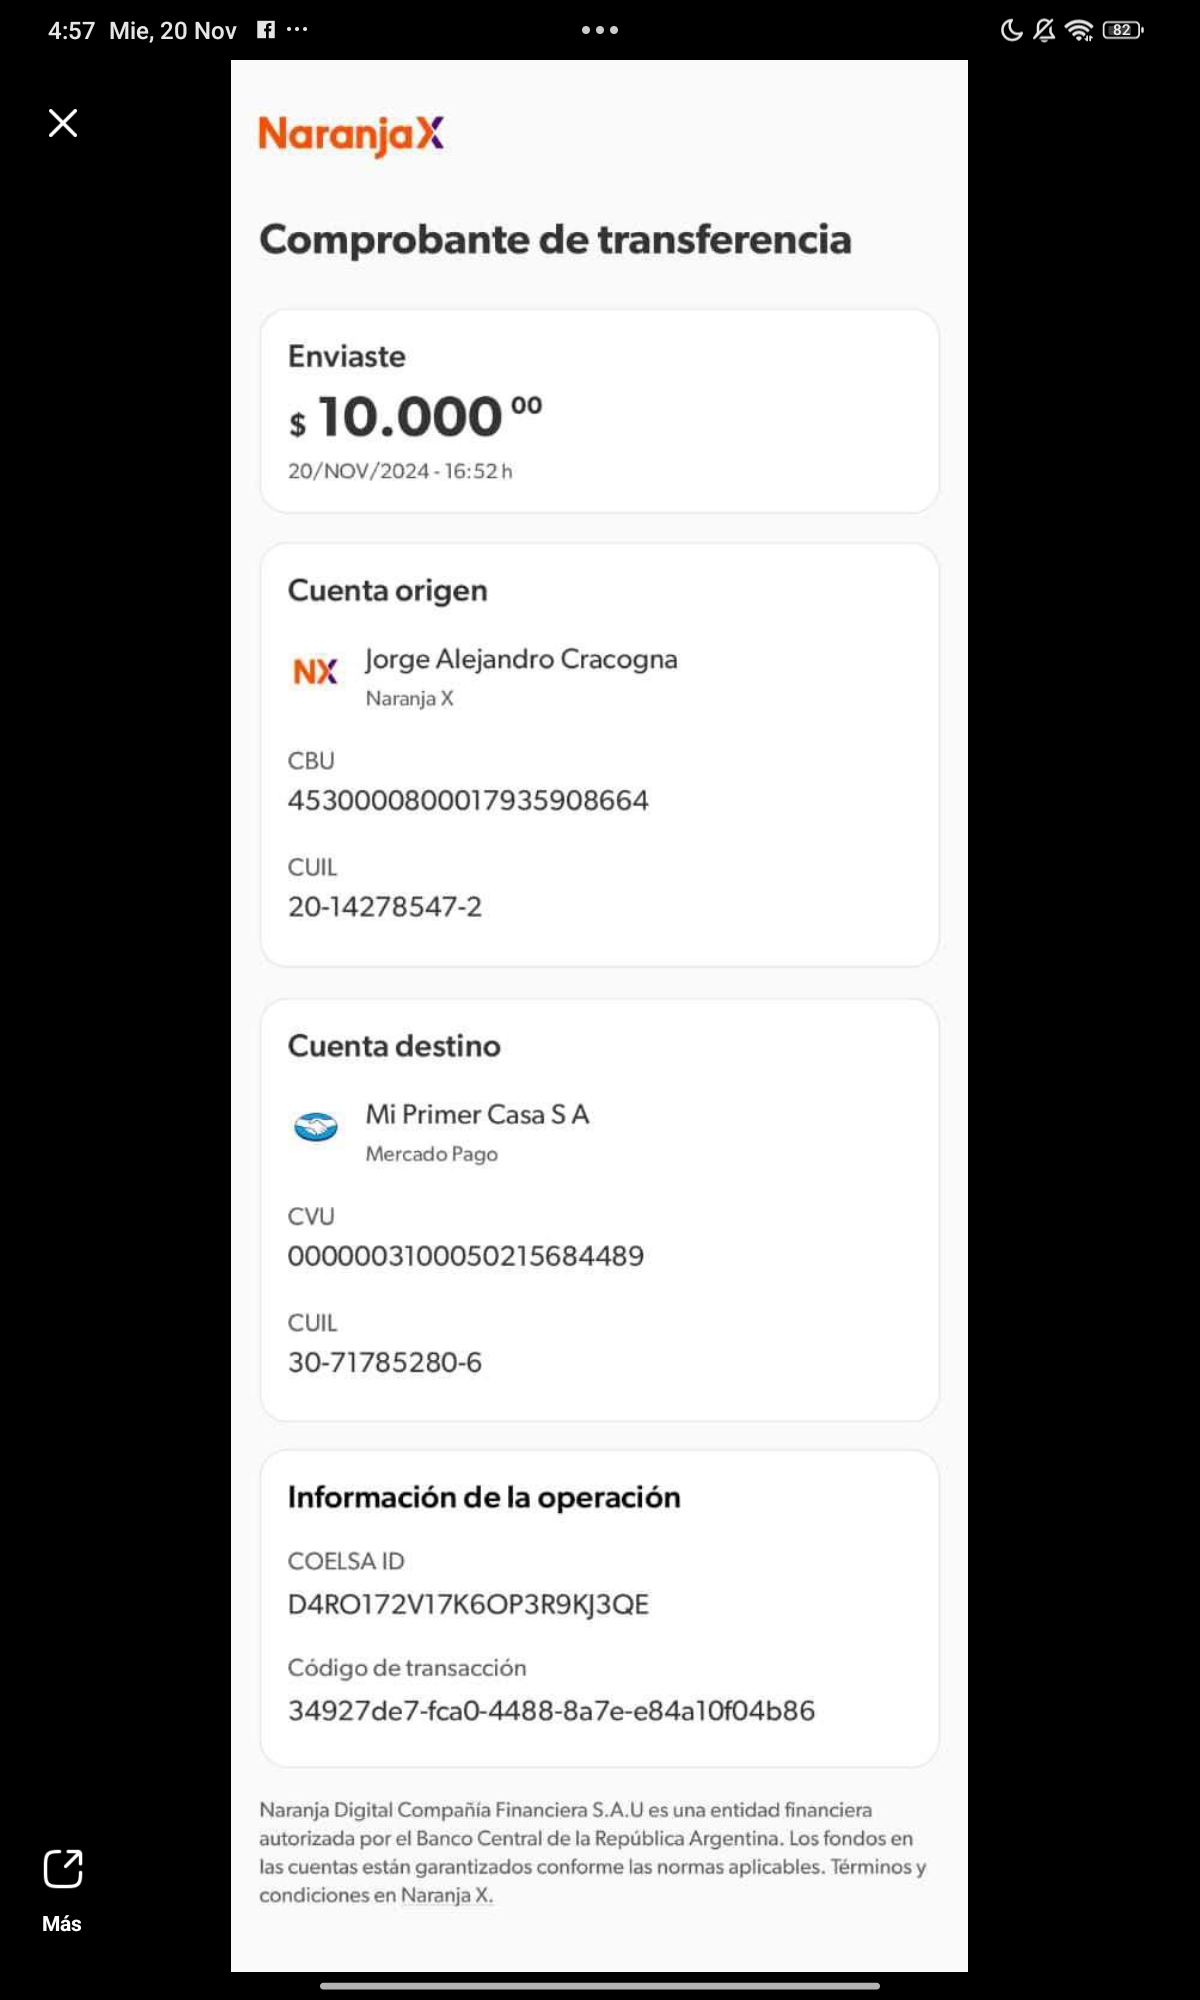 4:57 Mie, 20 Nov
82
NaranjaX
Comprobante de transferencia
Enviaste
$ 10.000 00
20/NOV/2024 - 16:52 h
Cuenta origen
NX
Jorge Alejandro Cracogna
Naranja X
CBU
4530000800017935908664
CUIL
20-14278547-2
Cuenta destino
Mi Primer Casa S A
Mercado Pago
CVU
0000003100050215684489
CUIL
30-71785280-6
Información de la operación
COELSA ID
D4RO172V17K6OP3R9KJ3QE
Código de transacción
34927de7-fca0-4488-8a7e-e84a10f04b86
Naranja Digital Compañía Financiera S.A.U es una entidad financiera
autorizada por el Banco Central de la República Argentina. Los fondos en
las cuentas están garantizados conforme las normas aplicables. Términos y
condiciones en Naranja X.
Más